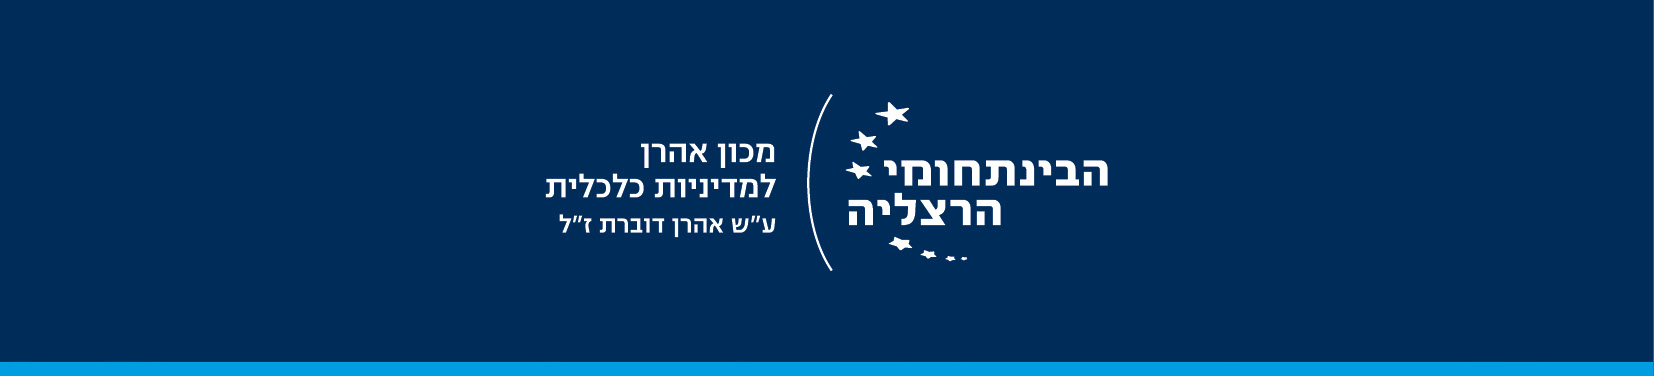 הבינתחומי
הרצליה
מכון אהרן
למדיניות כלכלית
ע"ש אהרן דוברת ז"ל